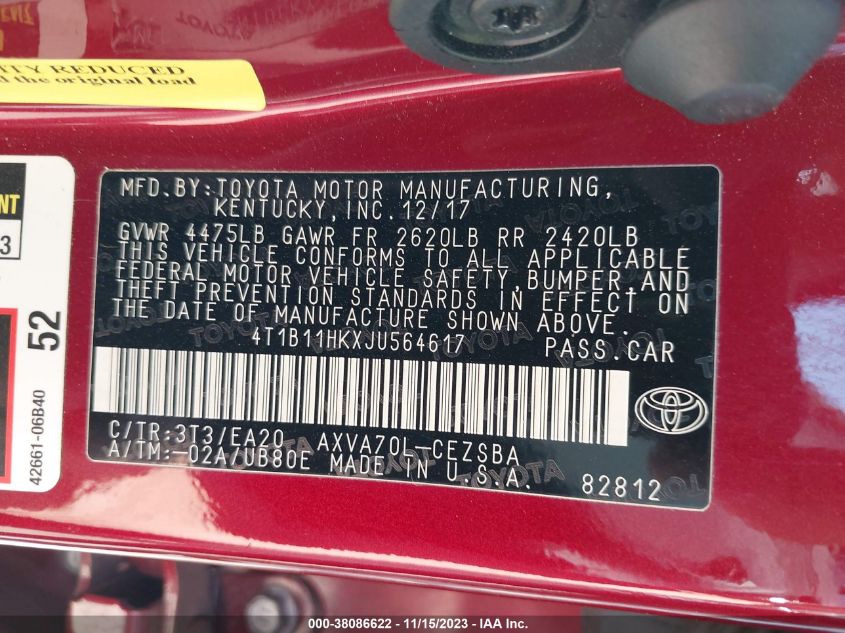 ITY REDUCED
d the original load
NT
3
52
42661-06B40
MFD.BY:TOYOTA MOTOR MANUFACTURING,
KENTUCKY,INC.12/17
GVWR 4475LB GAWR FR 2620LB RR 2420LB
THIS VEHICLE CONFORMS TO ALL APPLICABLE
FEDERAL MOTOR VEHICLE SAFETY,BUMPER,AND
THEFT PREVENTION STANDARDS IN EFFECT ON
THE DATE OF MANUFACTURE SHOWN ABOVE.
4T1B11HKXJU564617 PASS CAR
C/TR:3T3/EA20 AXVA70L-CEZSBA
A/TM:-02A/UB80E MADE IN U.S.A.
82812
000-38086622 - 11/15/2023 - IAA Inc.